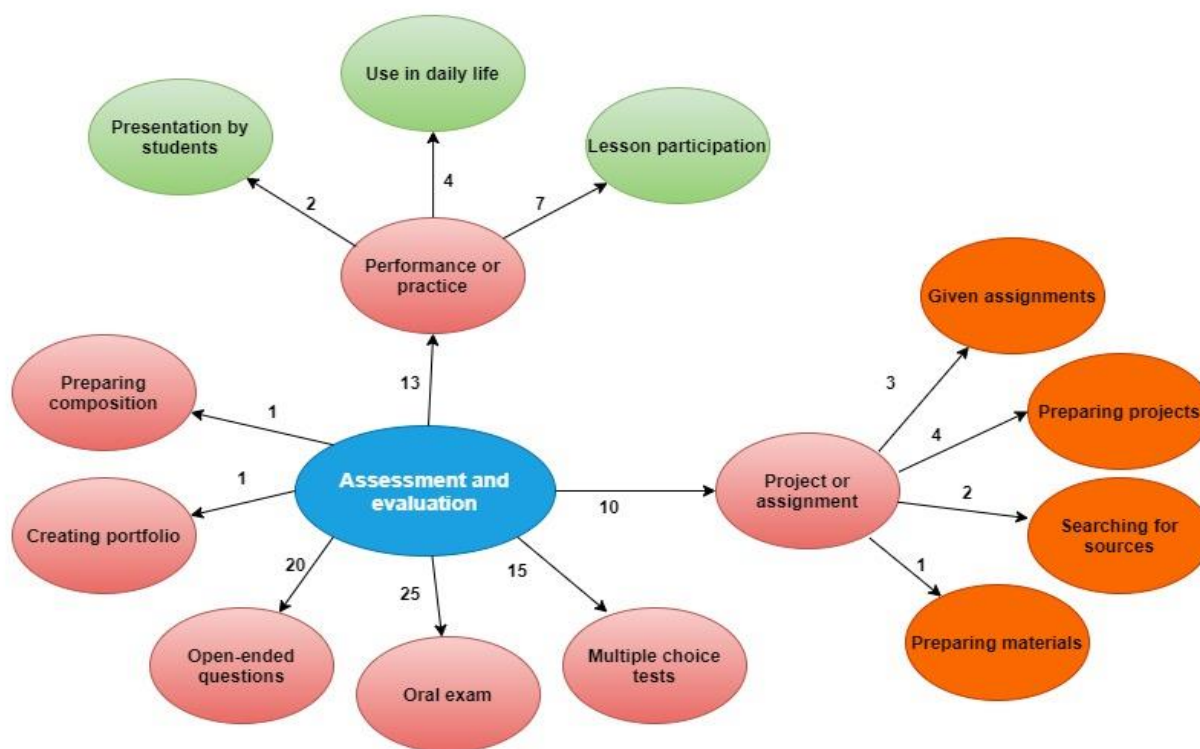 Use in daily life
Presentation by
students
Lesson participation
2
4
7
Performance or
practice
Given assignments
Preparing
composition
13
3
Preparing projects
1
4
Assessment and
evaluation
Project or
assignment
1
10
2
Creating portfolio
Searching for
sources
20
25
15
1
Open-ended
questions
Oral exam
Multiple choice
tests
Preparing materials